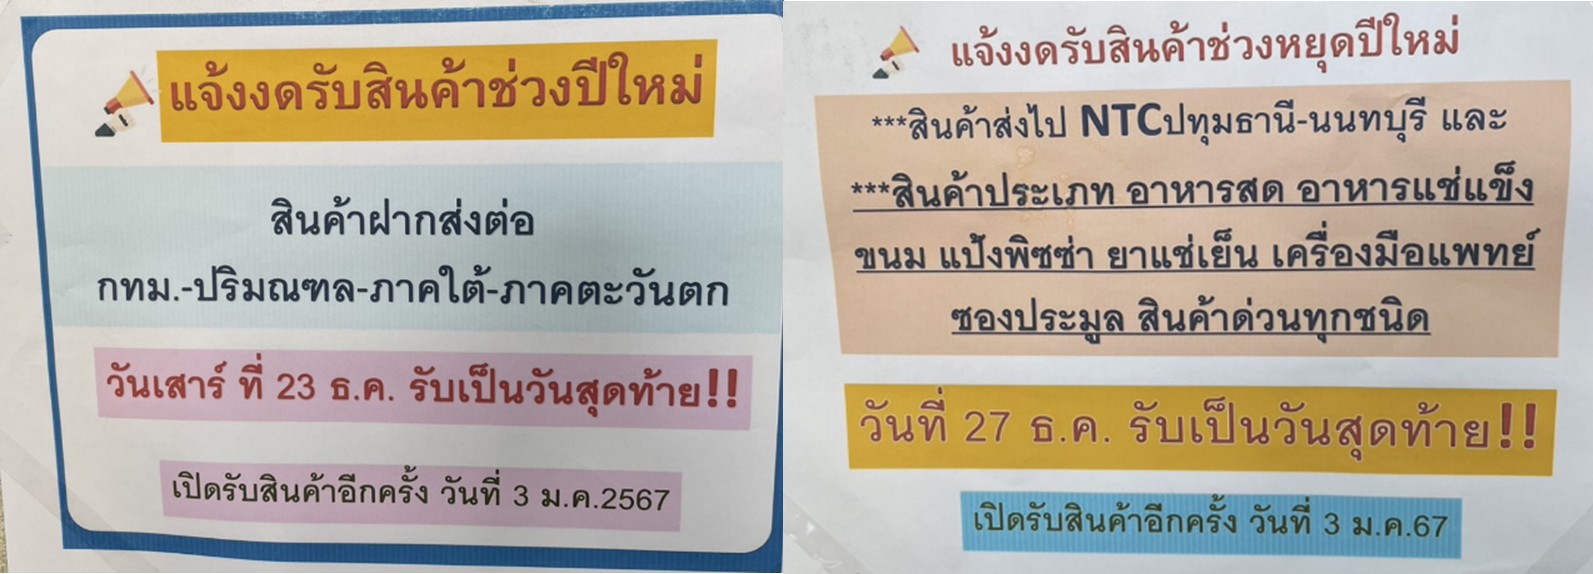 แจ้งงดรับสินค้าช่วงปีใหม่
สินค้าฝากส่งต่อ
กทม.-ปริมณฑล-ภาคใต้-ภาคตะวันตก
วันเสาร์ ที่ 23 ธ.ค. รับเป็นวันสุดท้าย!!
เปิดรับสินค้าอีกครั้ง วันที่ 3 ม.ค.2567
แจ้งงดรับสินค้าช่วงหยุดปีใหม่
***สินค้าส่งไป NTCปทุมธานี-นนทบุรี และ
***สินค้าประเภท อาหารสด อาหารแช่แข็ง
ขนม แป้งพิซซ่า ยาแช่เย็น เครื่องมือแพทย์
ซองประมูล สินค้าด่วนทุกชนิด
วันที่ 27 ธ.ค. รับเป็นวันสุดท้าย!!
เปิดรับสินค้าอีกครั้ง วันที่ 3 ม.ค.67